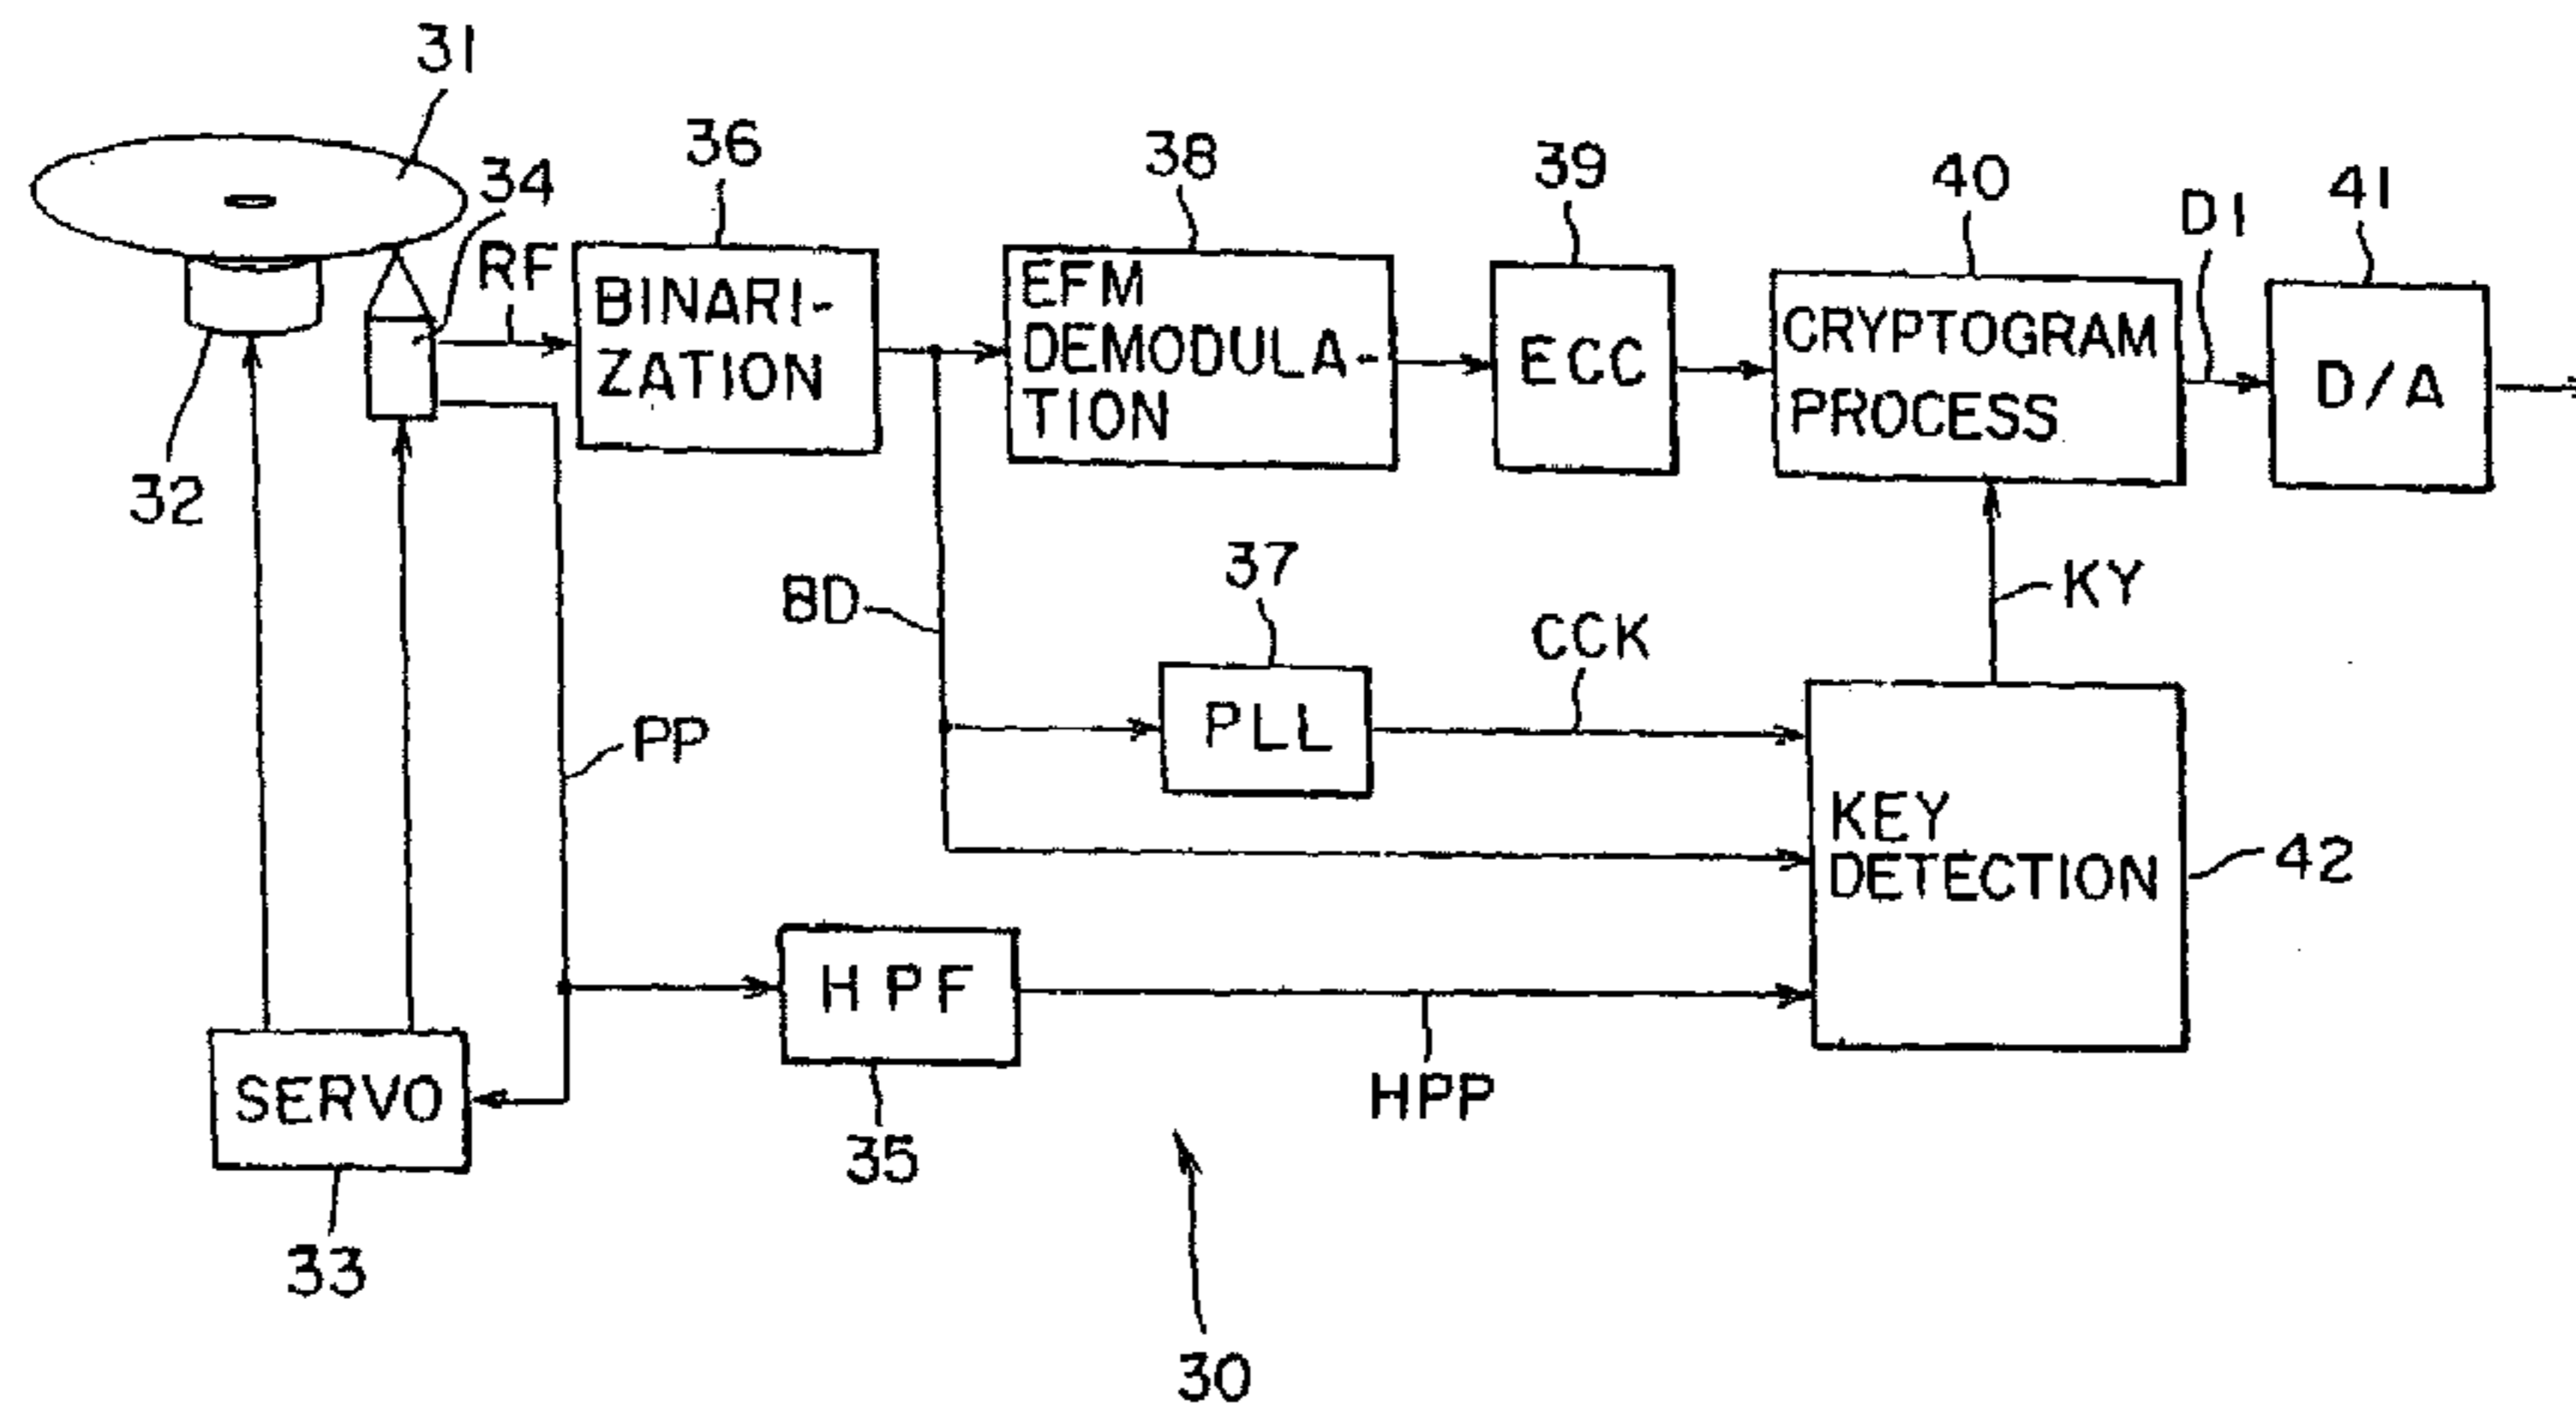 31
34
36
38
39
40
41
RF
D1
BINARI-
ZATION
EFM
DEMODULA-
TION
ECC
CRYPTOGRAM
PROCESS
D/A
32
BD
37
CCK
KY
PP
PLL
KEY
DETECTION
42
HPF
HPP
SERVO
35
33
30